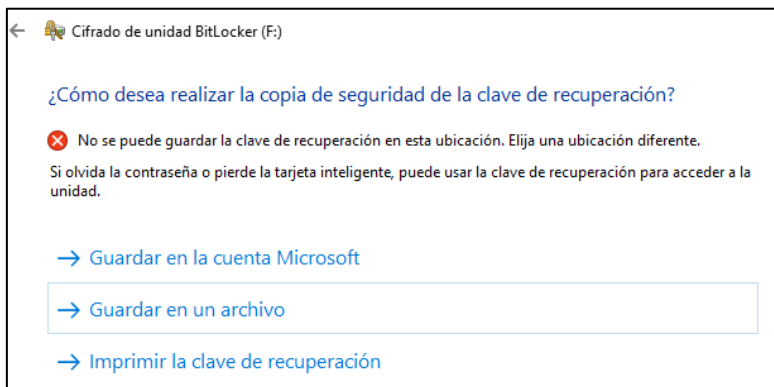 Cifrado de unidad BitLocker (F:)
¿Cómo desea realizar la copia de seguridad de la clave de recuperación?
No se puede guardar la clave de recuperación en esta ubicación. Elija una ubicación diferente.
Si olvida la contraseña o pierde la tarjeta inteligente, puede usar la clave de recuperación para acceder a la
unidad.
Guardar en la cuenta Microsoft
Guardar en un archivo
Imprimir la clave de recuperación